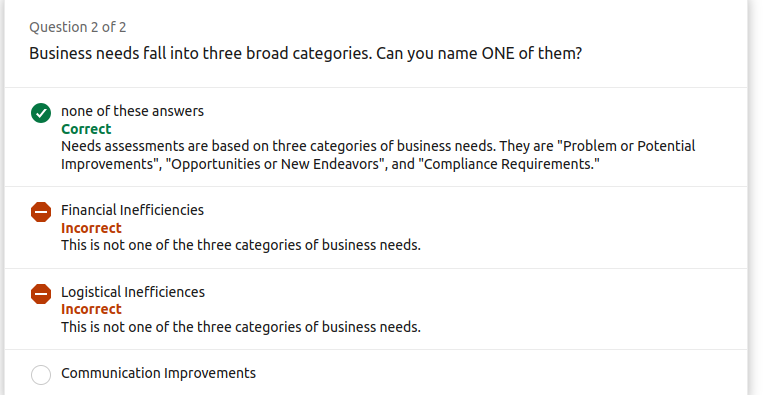 Question 2 of 2
Business needs fall into three broad categories. Can you name ONE of them?
none of these answers
Correct
Needs assessments are based on three categories of business needs. They are "Problem or Potential
Improvements", "Opportunities or New Endeavors", and "Compliance Requirements."
Financial Inefficiencies
Incorrect
This is not one of the three categories of business needs.
Logistical Inefficiences
Incorrect
This is not one of the three categories of business needs.
Communication Improvements